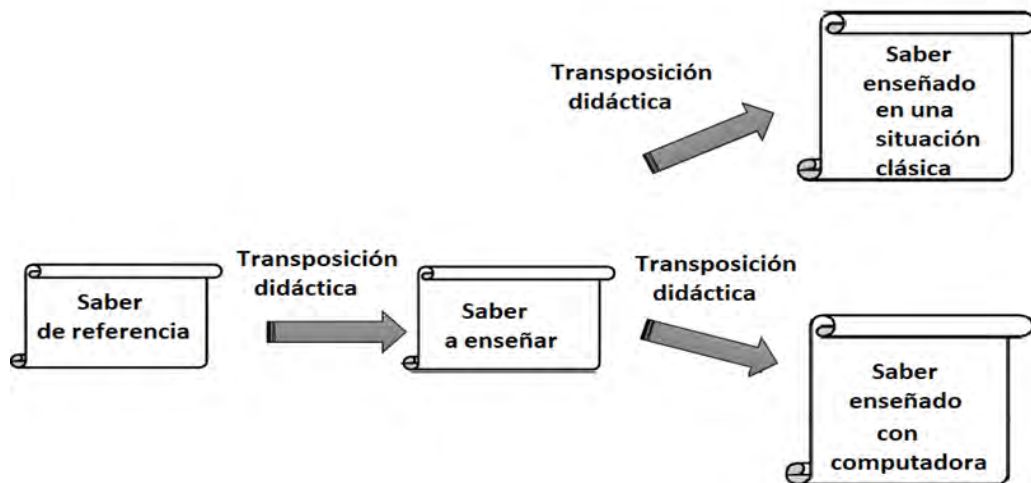 Transposición
didáctica
Saber
enseñado
en una
situación
clásica
Saber
de referencia
Transposición
didáctica
Saber
a enseñar
Transposición
didáctica
Saber
enseñado
con
computadora